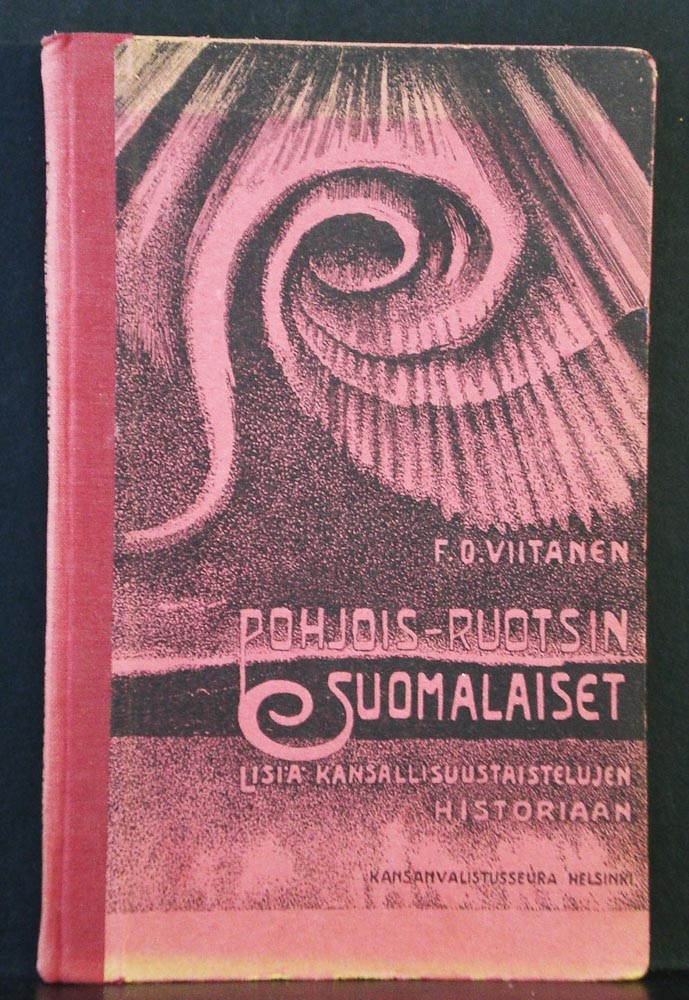 F.O.VIITANEN
POHJOIS-RUOTSIN
SUOMALAISET
LISIÄ KANSALLISUUSTAISTELUJEN
HISTORIAAN
KANSANVALISTUSSEURA HELSINKI